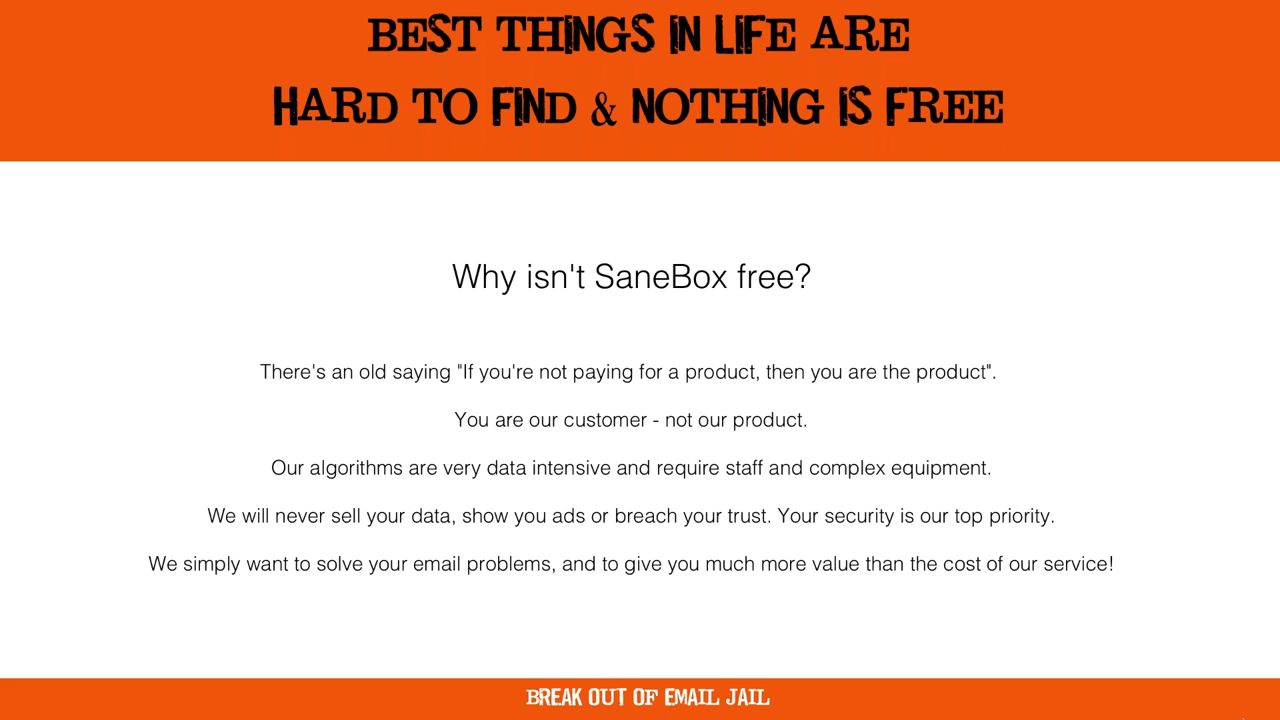 BEST THINGS IN LIFE ARE
HARD TO FIND & NOTHING IS FREE
Why isn't SaneBox free?
There's an old saying "If you're not paying for a product, then you are the product".
You are our customer - not our product.
Our algorithms are very data intensive and require staff and complex equipment.
We will never sell your data, show you ads or breach your trust. Your security is our top priority.
We simply want to solve your email problems, and to give you much more value than the cost of our service!
BREAK OUT OF EMAIL JAIL